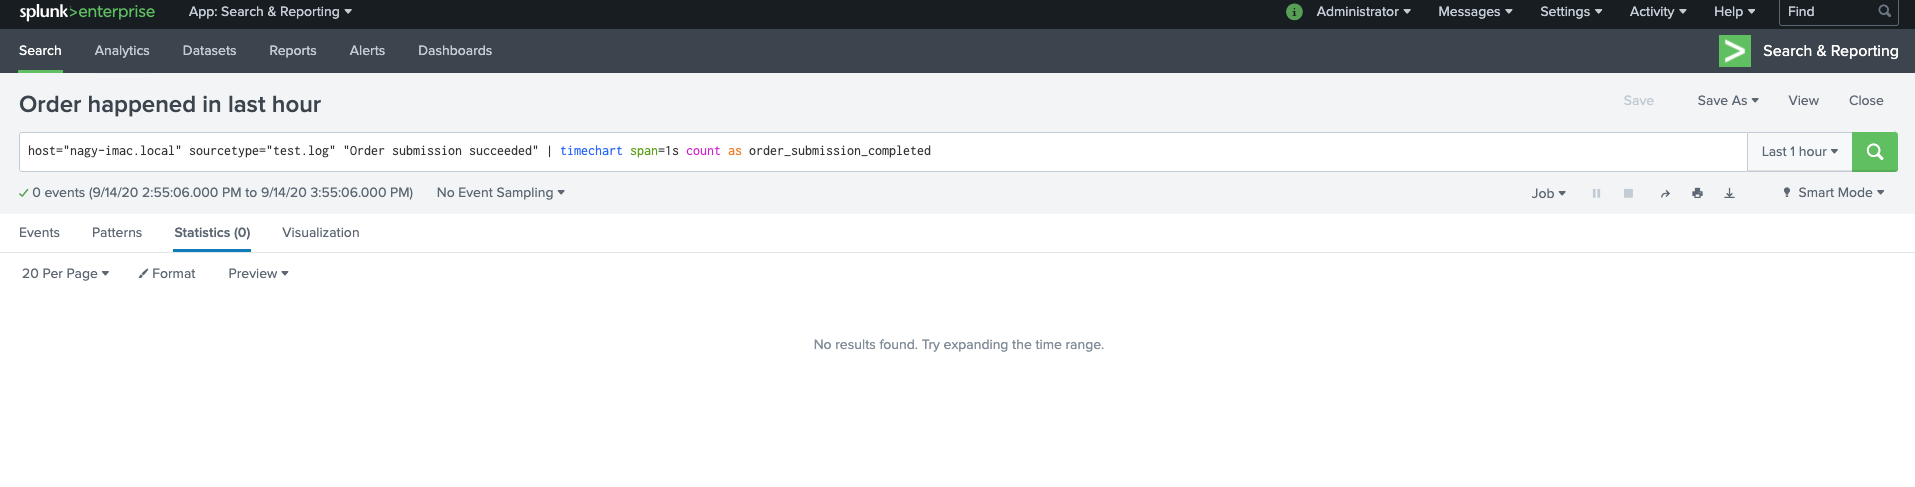 splunk>enterprise App: Search & Reporting i Administrator Messages Settings Activity Help Find
Search Analytics Datasets Reports Alerts Dashboards Search & Reporting
Order happened in last hour Save Save As View Close
host="nagy-imac.local" sourcetype="test.log" "Order submission succeeded" | timechart span=1s count as order_submission_completed Last 1 hour
0 events (9/14/20 2:55:06.000 PM to 9/14/20 3:55:06.000 PM) No Event Sampling Job Smart Mode
Events Patterns Statistics (0) Visualization
20 Per Page Format Preview
No results found. Try expanding the time range.